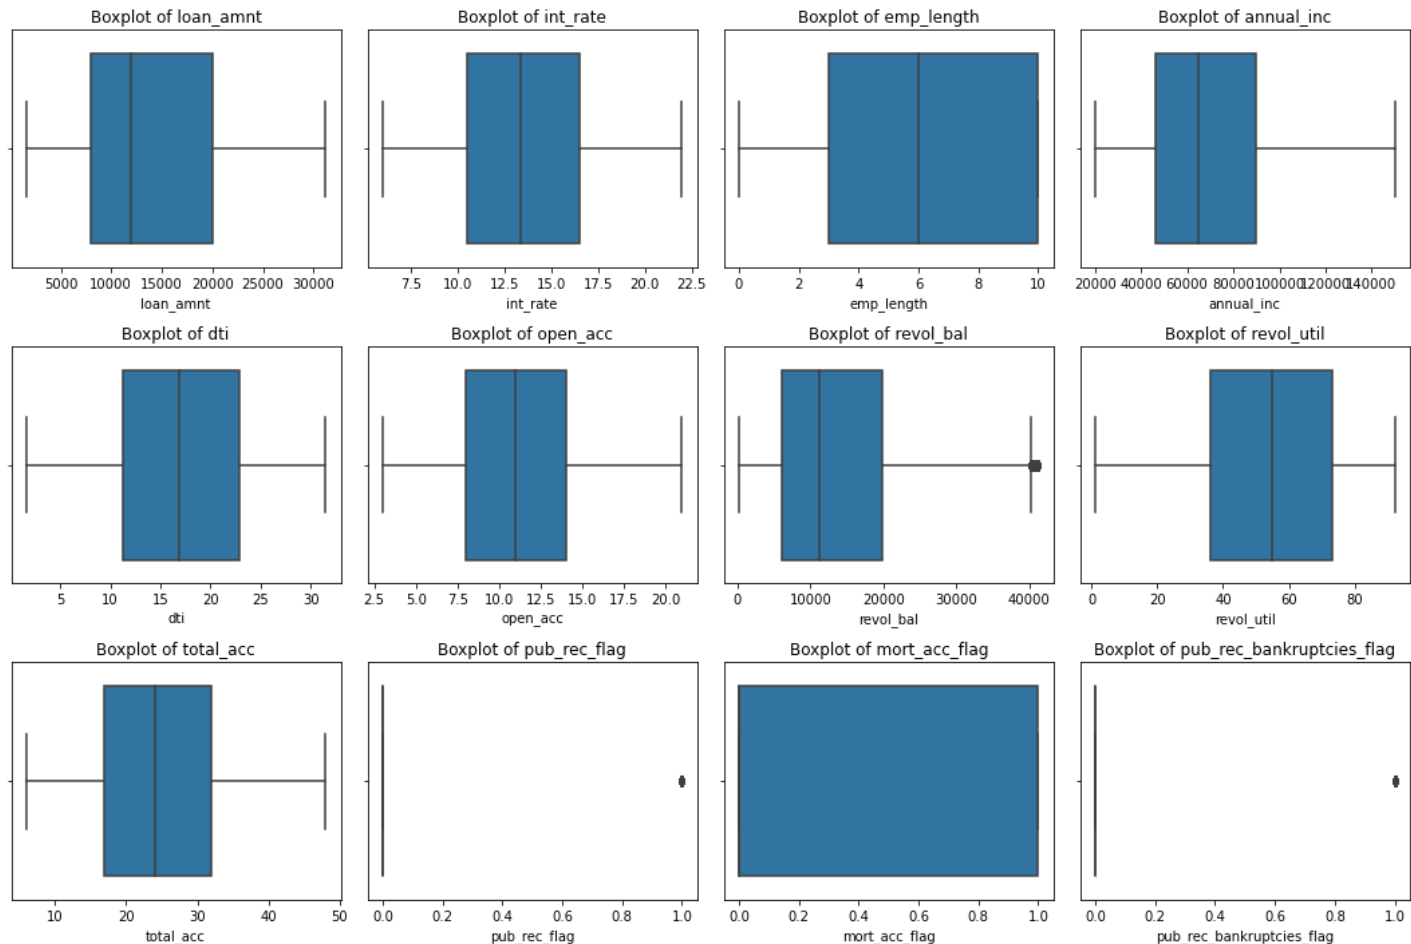 Boxplot of loan_amnt Boxplot of int_rate Boxplot of emp_length Boxplot of annual_inc
5000 10000 15000 20000 25000 30000 7.5 10.0 12.5 15.0 17.5 20.0 22.5 0 2 4 6 8 10 20000 40000 60000 80000 100000 120000 140000
loan_amnt int_rate emp_length annual_inc
Boxplot of dti Boxplot of open_acc Boxplot of revol_bal Boxplot of revol_util
5 10 15 20 25 30 2.5 5.0 7.5 10.0 12.5 15.0 17.5 20.0 0 10000 20000 30000 40000 0 20 40 60 80
dti open_acc revol_bal revol_util
Boxplot of total_acc Boxplot of pub_rec_flag Boxplot of mort_acc_flag Boxplot of pub_rec_bankruptcies_flag
10 20 30 40 50 0.0 0.2 0.4 0.6 0.8 1.0 0.0 0.2 0.4 0.6 0.8 1.0 0.0 0.2 0.4 0.6 0.8 1.0
total_acc pub_rec_flag mort_acc_flag pub_rec_bankruptcies_flag